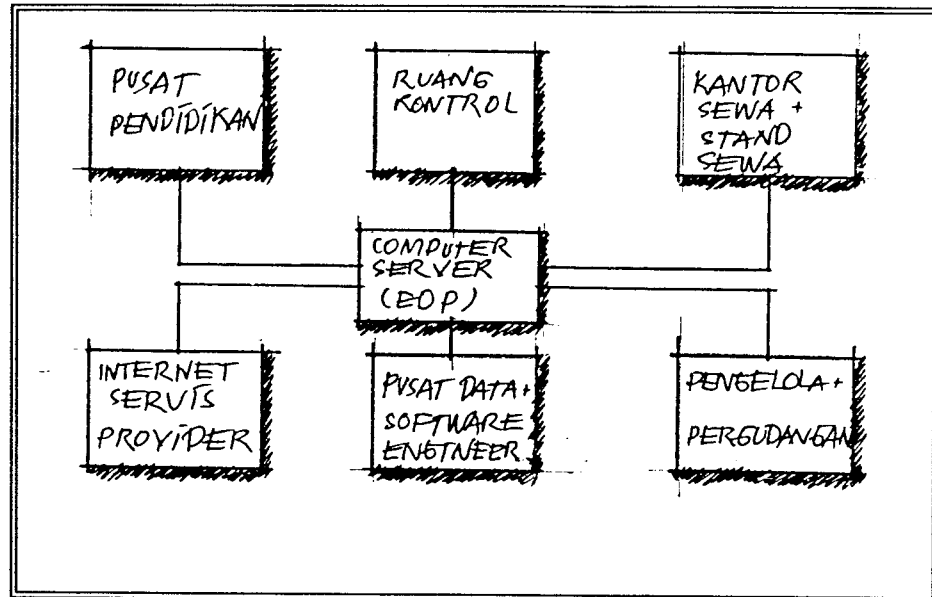 PUSAT
PENDIDIKAN
RUANG
KONTROL
KANTOR
SEWA +
STAND
SEWA
COMPUTER
SERVER
(EDP)
INTERNET
SERVIS
PROVIDER
PUSAT DATA +
SOFTWARE
ENGINEER
PENGELOLA +
PERGUDANGAN